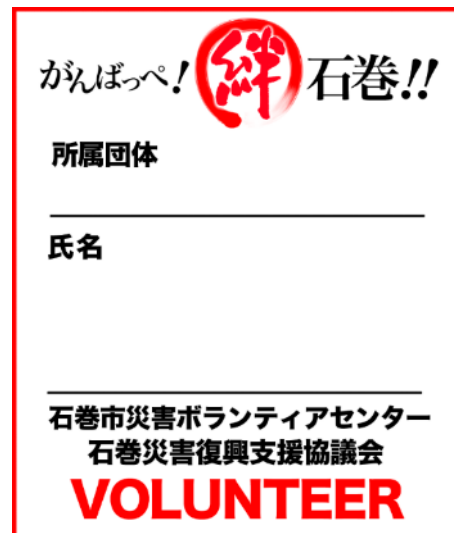 がんばっぺ！絆石巻！！
所属団体
氏名
石巻市災害ボランティアセンター
石巻災害復興支援協議会
VOLUNTEER